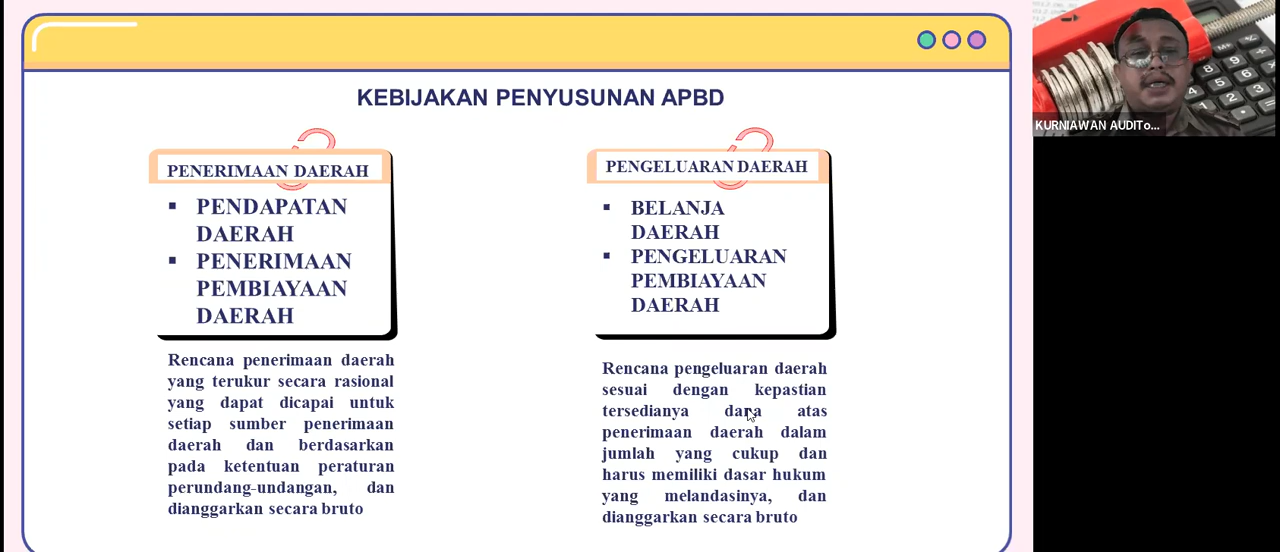 KEBIJAKAN PENYUSUNAN APBD
PENERIMAAN DAERAH
▪ PENDAPATAN
DAERAH
▪ PENERIMAAN
PEMBIAYAAN
DAERAH
Rencana penerimaan daerah
yang terukur secara rasional
yang dapat dicapai untuk
setiap sumber penerimaan
daerah dan berdasarkan
pada ketentuan peraturan
perundang-undangan, dan
dianggarkan secara bruto
PENGELUARAN DAERAH
▪ BELANJA
DAERAH
▪ PENGELUARAN
PEMBIAYAAN
DAERAH
Rencana pengeluaran daerah
sesuai dengan kepastian
tersedianya dana atas
penerimaan daerah dalam
jumlah yang cukup dan
harus memiliki dasar hukum
yang melandasinya, dan
dianggarkan secara bruto
KURNIAWAN AUDITo...